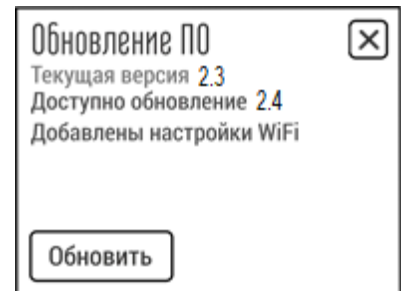 Обновление ПО
Текущая версия 2.3
Доступно обновление 2.4
Добавлены настройки WiFi
Обновить